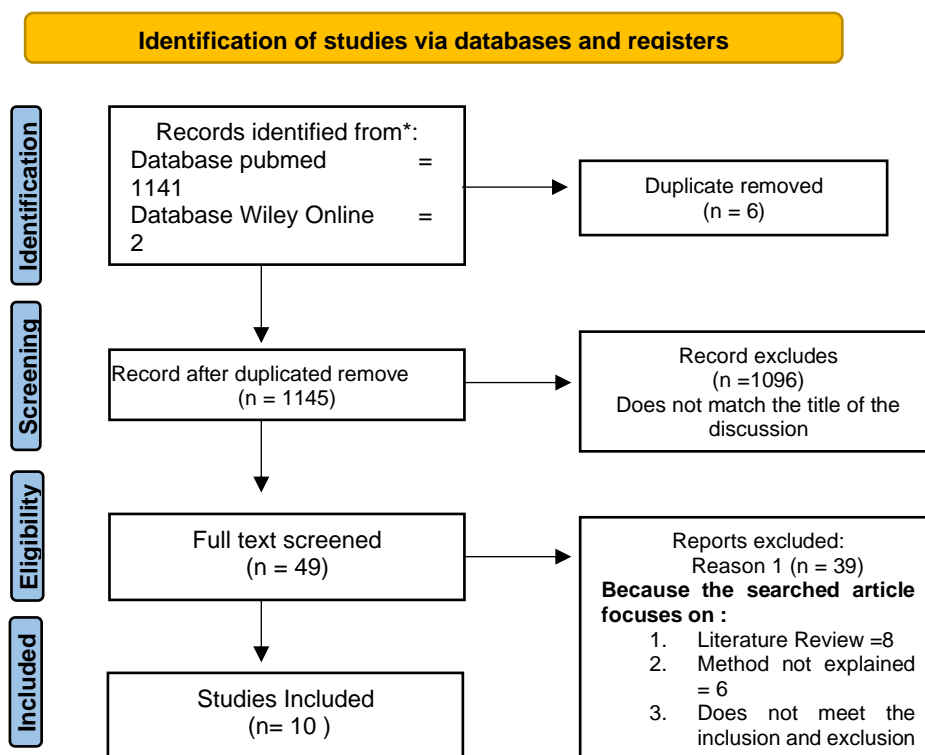 Identification of studies via databases and registers
Identification
Records identified from*:
Database pubmed =
1141
Database Wiley Online =
2
Duplicate removed
(n = 6)
Screening
Record after duplicated remove
(n = 1145)
Record excludes
(n =1096)
Does not match the title of the
discussion
Eligibility
Full text screened
(n = 49)
Reports excluded:
Reason 1 (n = 39)
Because the searched article
focuses on :
1. Literature Review =8
2. Method not explained
= 6
3. Does not meet the
inclusion and exclusion
Included
Studies Included
(n= 10 )